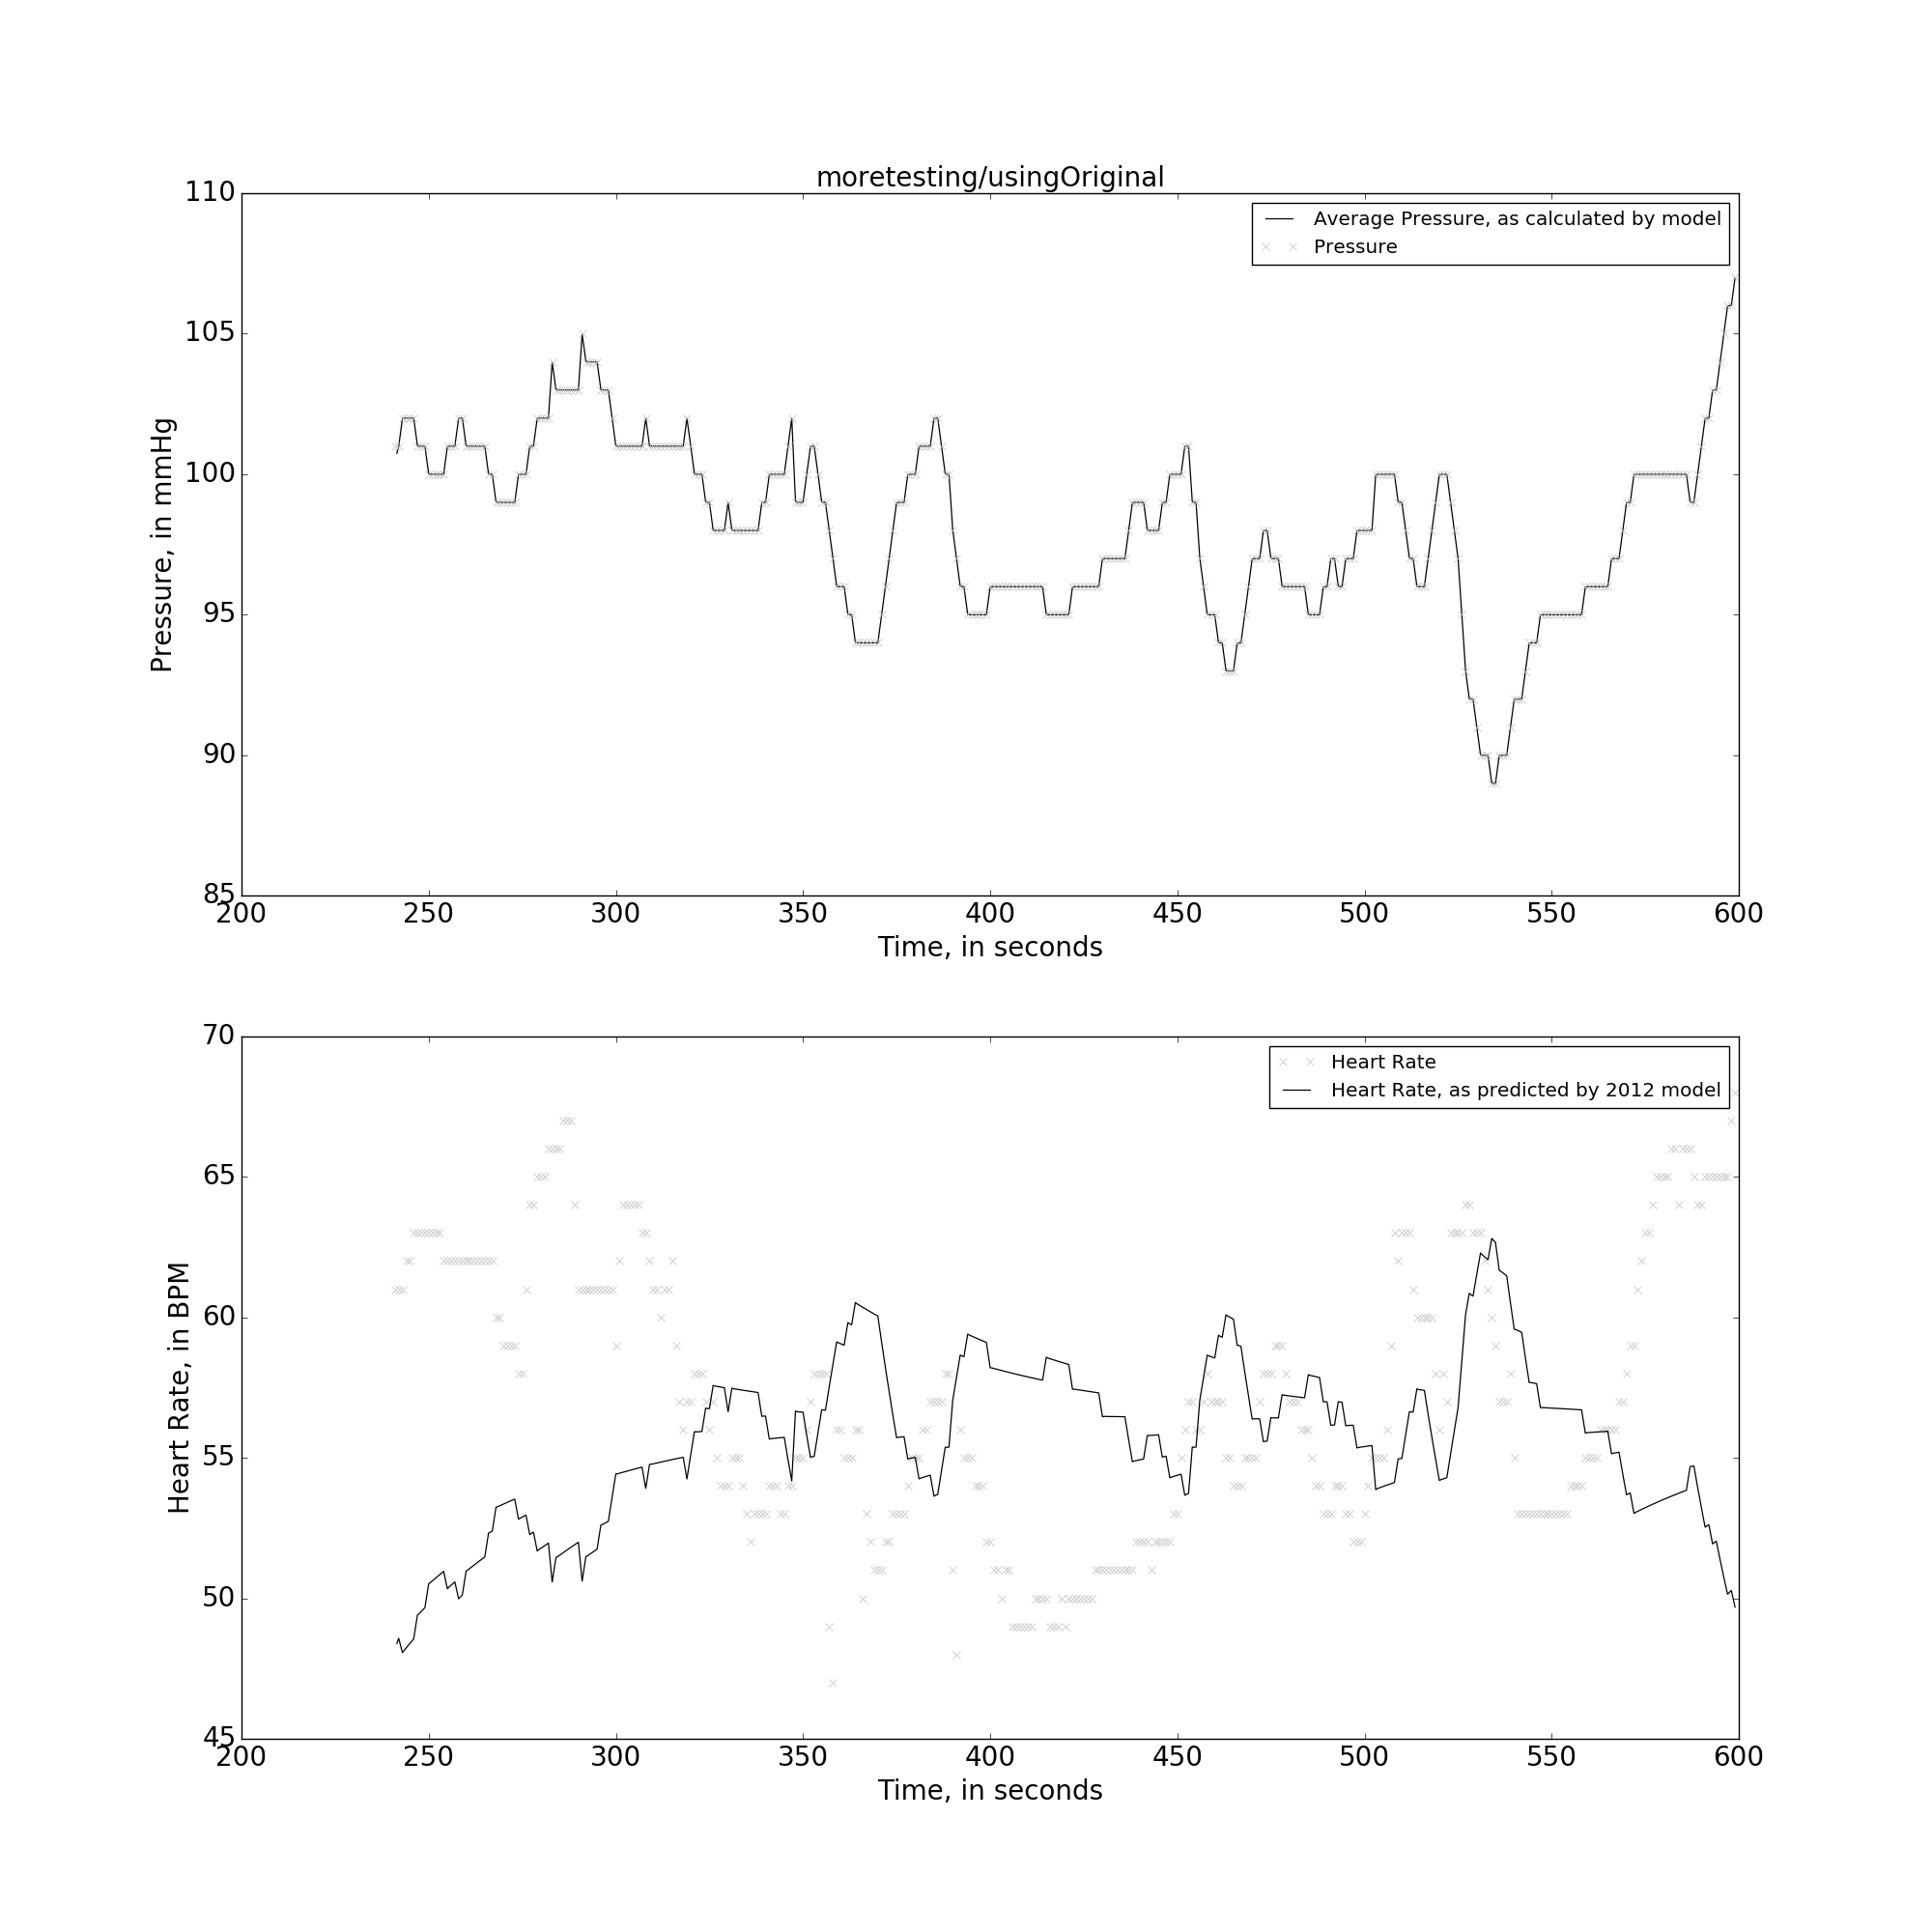 moretesting/usingOriginal
110
105
100
95
90
85
Pressure, in mmHg
Average Pressure, as calculated by model
Pressure
200 250 300 350 400 450 500 550 600
Time, in seconds
70
65
60
55
50
45
Heart Rate, in BPM
Heart Rate
Heart Rate, as predicted by 2012 model
200 250 300 350 400 450 500 550 600
Time, in seconds